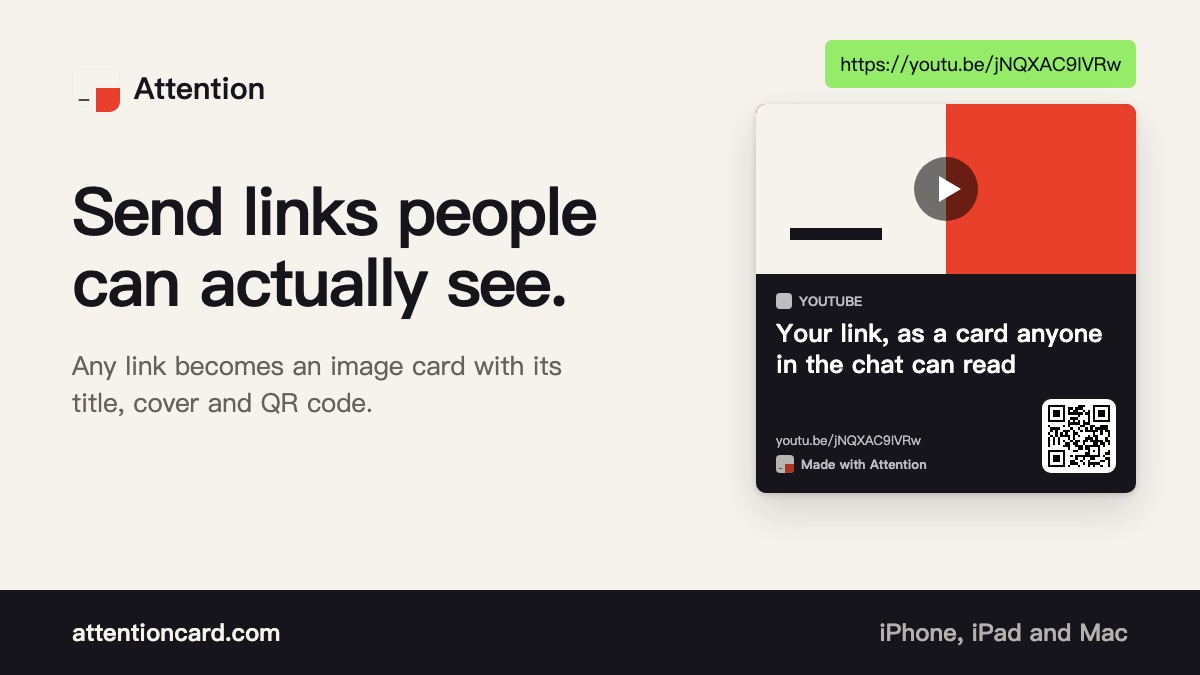 Attention
Send links people
can actually see.
Any link becomes an image card with its
title, cover and QR code.
https://youtu.be/jNQXAC9IVRw
YOUTUBE
Your link, as a card anyone
in the chat can read
youtu.be/jNQXAC9IVRw
Made with Attention
attentioncard.com
iPhone, iPad and Mac